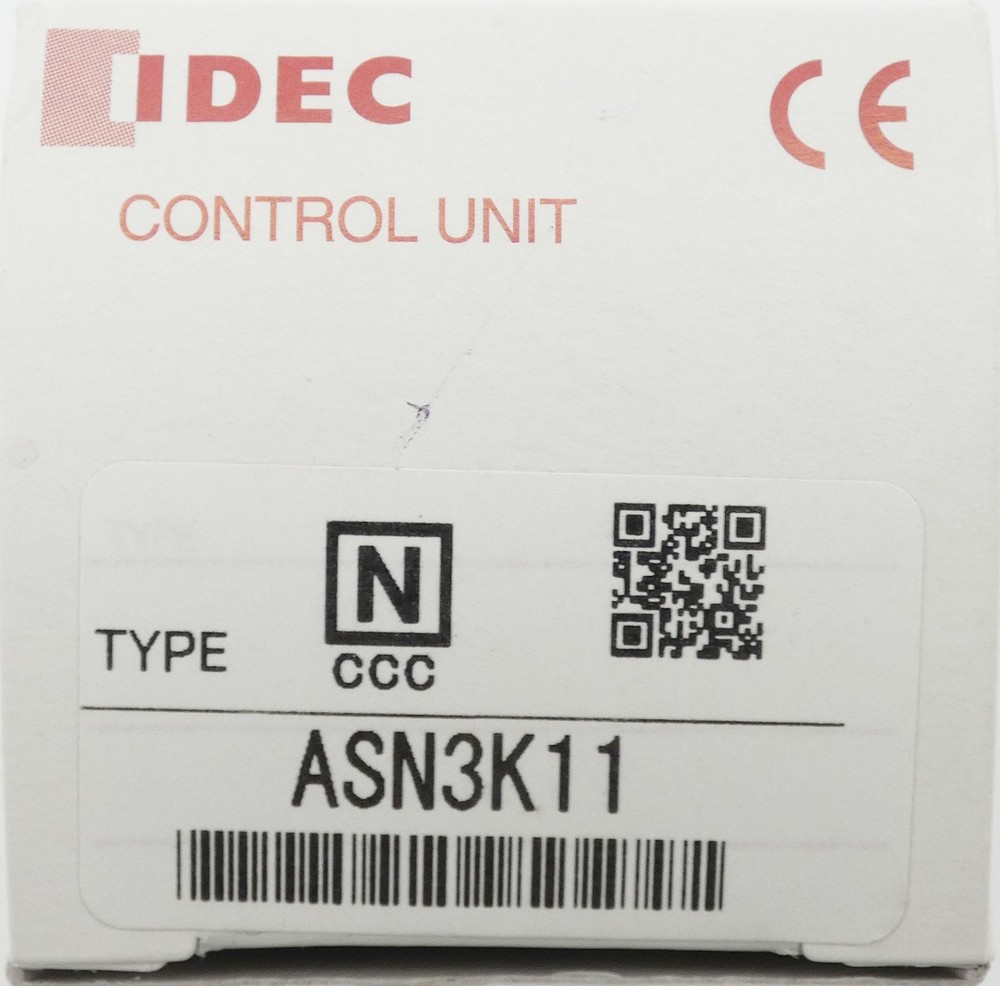 IDEC
CE
CONTROL UNIT
N
TYPE
CCC
ASN3K11